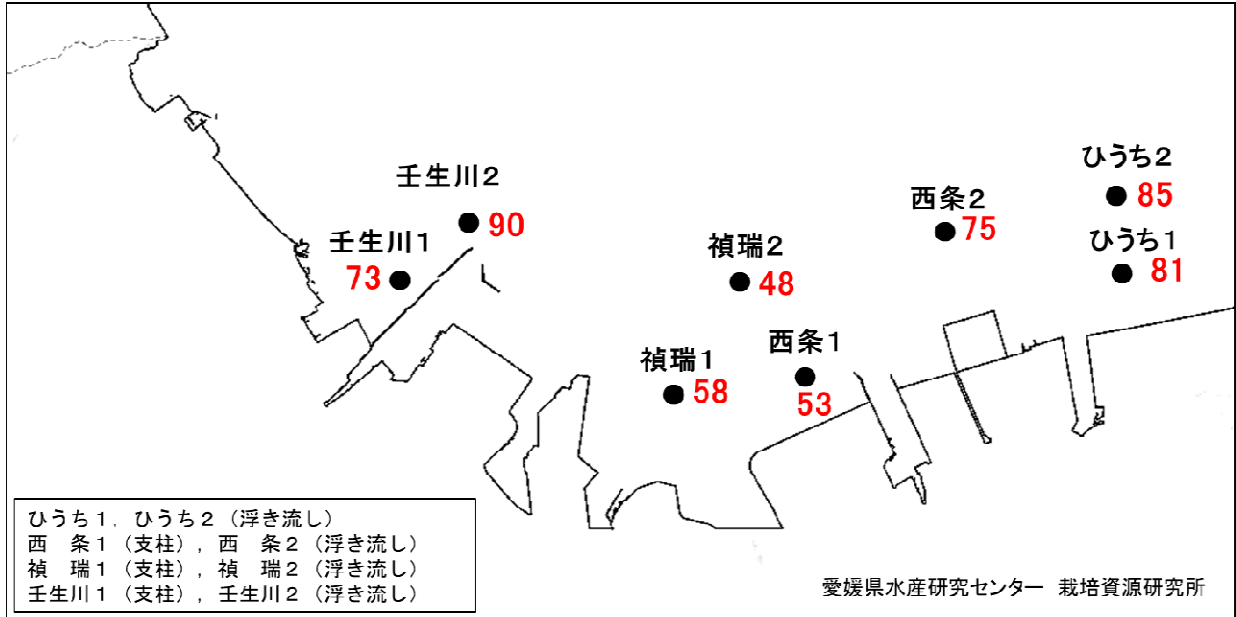 ひうち２
85
壬生川２
90
西条２
75
壬生川１
73
禎瑞２
48
ひうち１
81
禎瑞１
58
西条１
53
ひうち１，ひうち２（浮き流し）
西　条１（支柱），西　条２（浮き流し）
禎　瑞１（支柱），禎　瑞２（浮き流し）
壬生川１（支柱），壬生川２（浮き流し）
愛媛県水産研究センター　栽培資源研究所